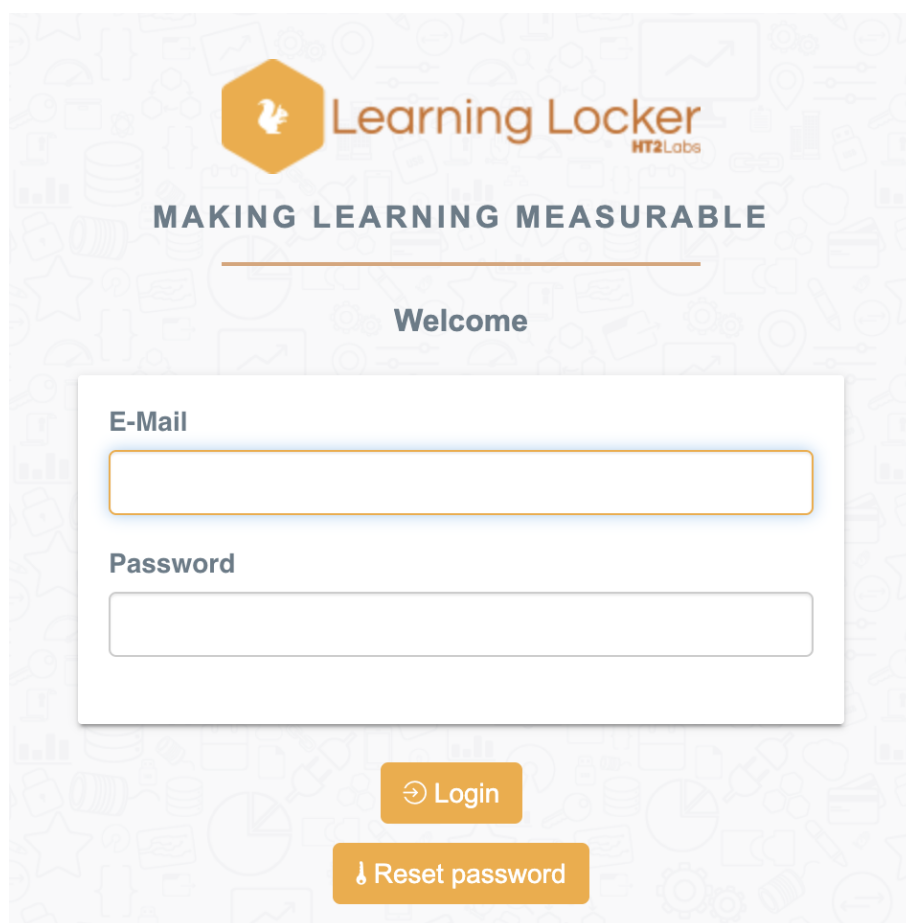 Learning Locker
HT2Labs
MAKING LEARNING MEASURABLE
Welcome
E-Mail
Password
Login
Reset password